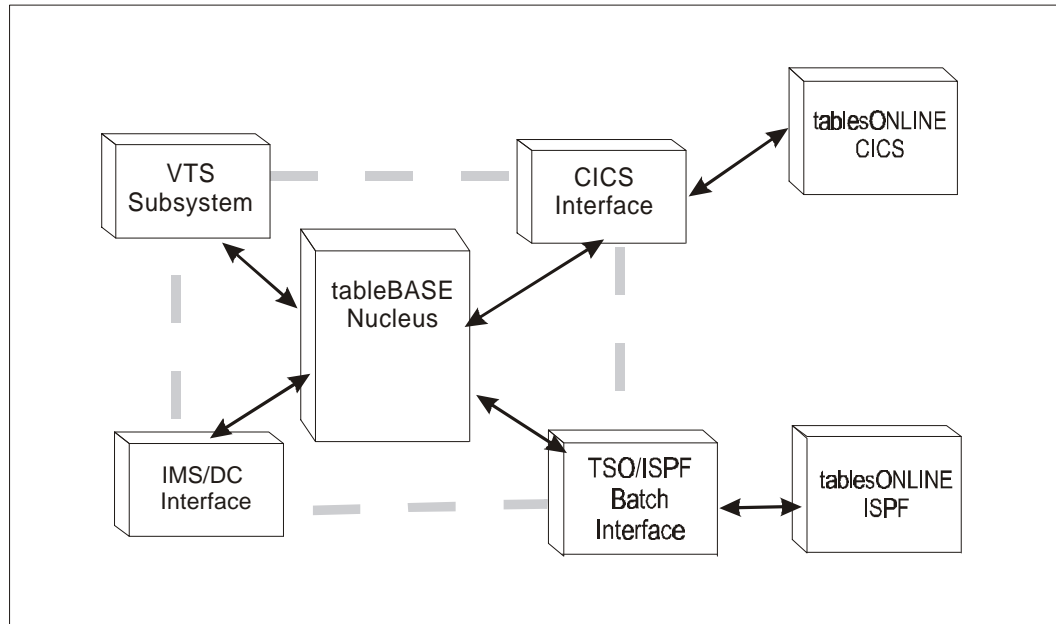 VTS
Subsystem
CICS
Interface
tablesONLINE
CICS
tableBASE
Nucleus
IMS/DC
Interface
TSO/ISPF
Batch
Interface
tablesONLINE
ISPF